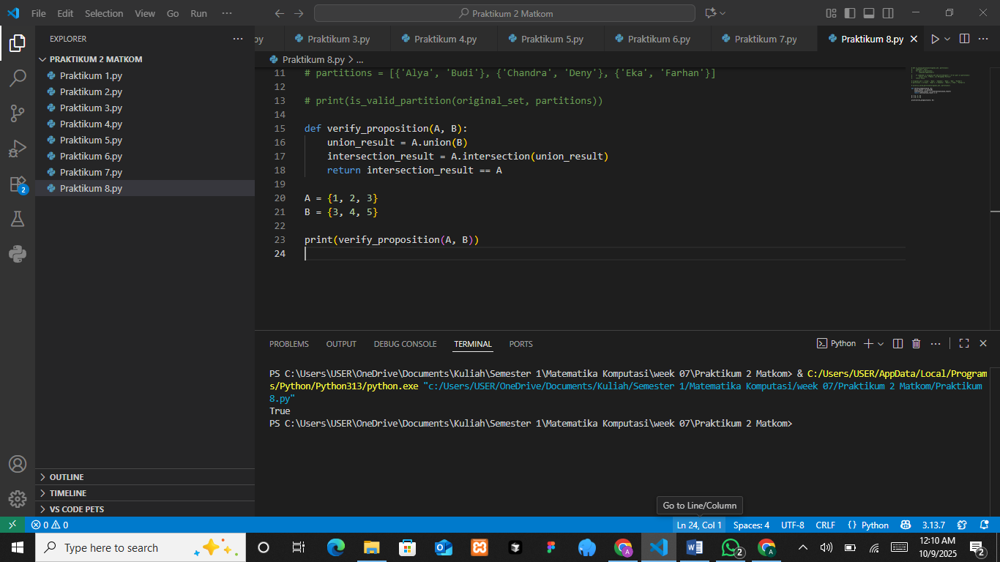 File Edit Selection View Go Run ···
Praktikum 2 Matkom
EXPLORER
PRAKTIKUM 2 MATKOM
Praktikum 1.py
Praktikum 2.py
Praktikum 3.py
Praktikum 4.py
Praktikum 5.py
Praktikum 6.py
Praktikum 7.py
Praktikum 8.py
OUTLINE
TIMELINE
VS CODE PETS
2
py Praktikum 3.py Praktikum 4.py Praktikum 5.py Praktikum 6.py Praktikum 7.py Praktikum 8.py
Praktikum 8.py > ...
11 # partitions = [{'Alya', 'Budi'}, {'Chandra', 'Deny'}, {'Eka', 'Farhan'}]
12
13 # print(is_valid_partition(original_set, partitions))
14
15 def verify_proposition(A, B):
16 union_result = A.union(B)
17 intersection_result = A.intersection(union_result)
18 return intersection_result == A
19
20 A = {1, 2, 3}
21 B = {3, 4, 5}
22
23 print(verify_proposition(A, B))
24
PROBLEMS OUTPUT DEBUG CONSOLE TERMINAL PORTS
Python
PS C:\Users\USER\OneDrive\Documents\Kuliah\Semester 1\Matematika Komputasi\week 07\Praktikum 2 Matkom> & C:/Users/USER/AppData/Local/Program
s/Python/Python313/python.exe "c:/Users/USER/OneDrive/Documents/Kuliah/Semester 1/Matematika Komputasi/week 07/Praktikum 2 Matkom/Praktikum
8.py"
True
PS C:\Users\USER\OneDrive\Documents\Kuliah\Semester 1\Matematika Komputasi\week 07\Praktikum 2 Matkom>
Go to Line/Column
0 0 Ln 24, Col 1 Spaces: 4 UTF-8 CRLF {} Python 3.13.7
Type here to search
A
2
A
12:10 AM
10/9/2025
2